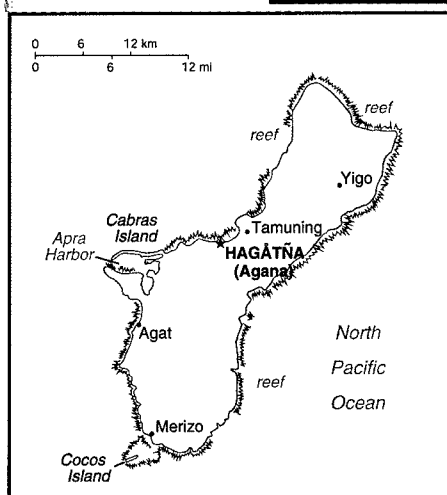 0 6 12 km
0 6 12 mi
reef
reef
Yigo
Tamuning
Cabras
Island
Apra
Harbor
HAGÅTÑA
(Agana)
Agat
North
Pacific
Ocean
reef
Merizo
Cocos
Island